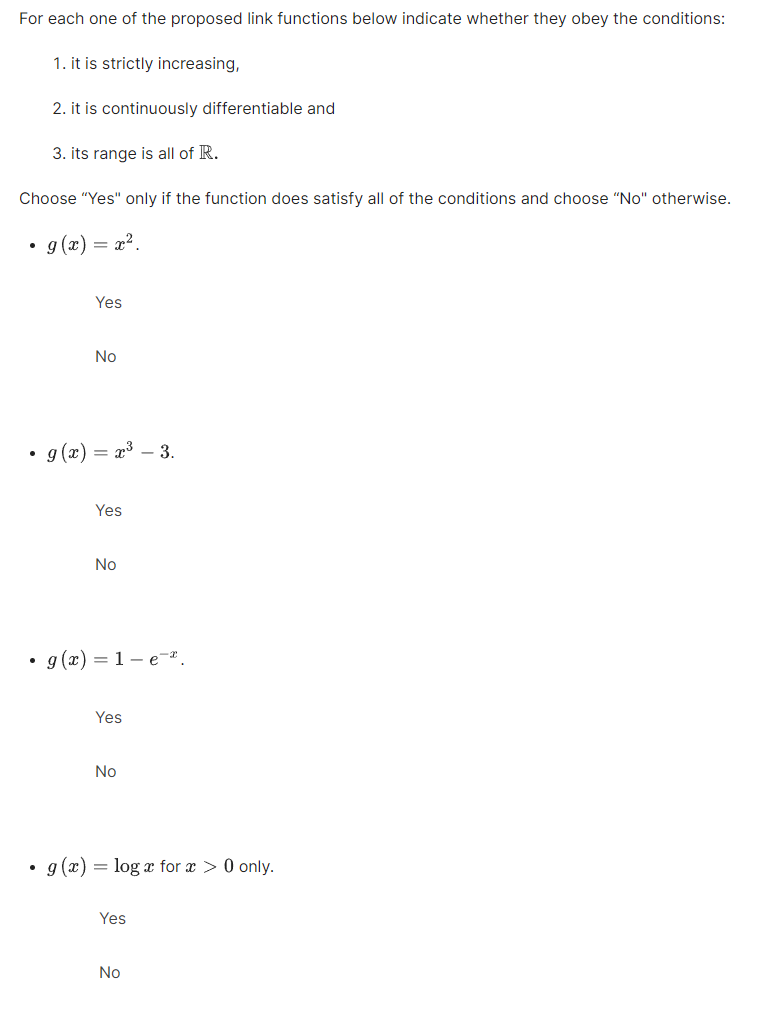 For each one of the proposed link functions below indicate whether they obey the conditions:
1. it is strictly increasing,
2. it is continuously differentiable and
3. its range is all of ℝ.
Choose “Yes" only if the function does satisfy all of the conditions and choose “No" otherwise.
• g (x) = x².
Yes
No
• g (x) = x³ − 3.
Yes
No
• g (x) = 1 − e⁻ˣ.
Yes
No
• g (x) = log x for x > 0 only.
Yes
No